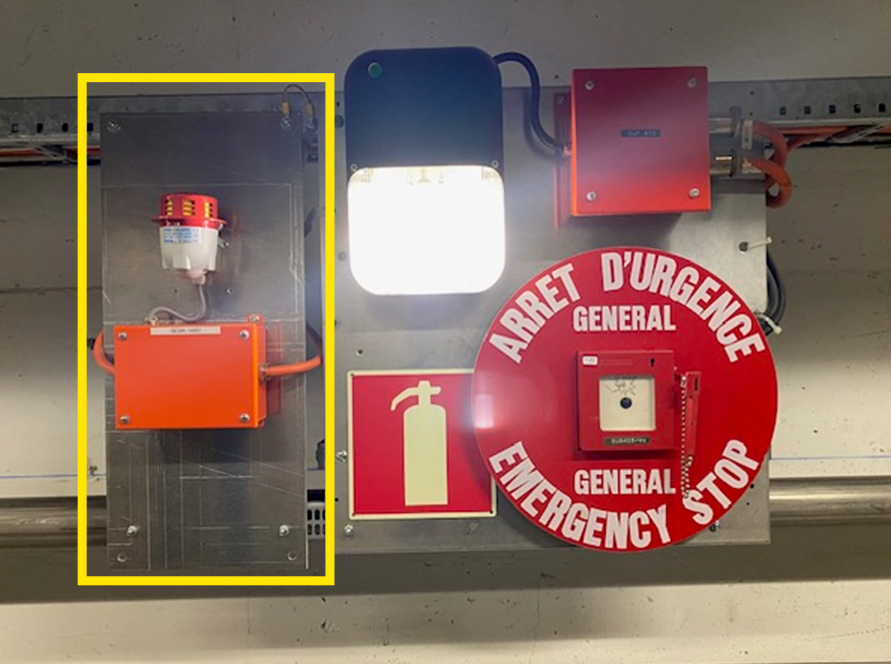 ARRET D'URGENCE
GENERAL
GENERAL
EMERGENCY STOP